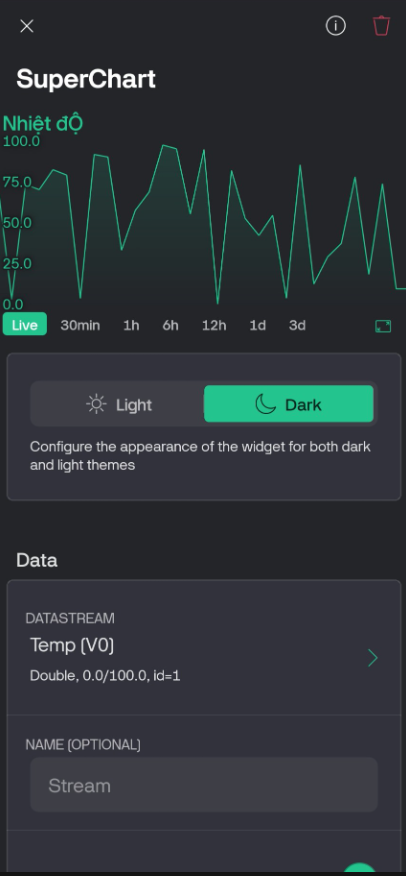 SuperChart
Nhiệt đỘ
100.0
75.0
50.0
25.0
0.0
Live 30min 1h 6h 12h 1d 3d
Light Dark
Configure the appearance of the widget for both dark
and light themes
Data
DATASTREAM
Temp (V0)
Double, 0.0/100.0, id=1
NAME (OPTIONAL)
Stream